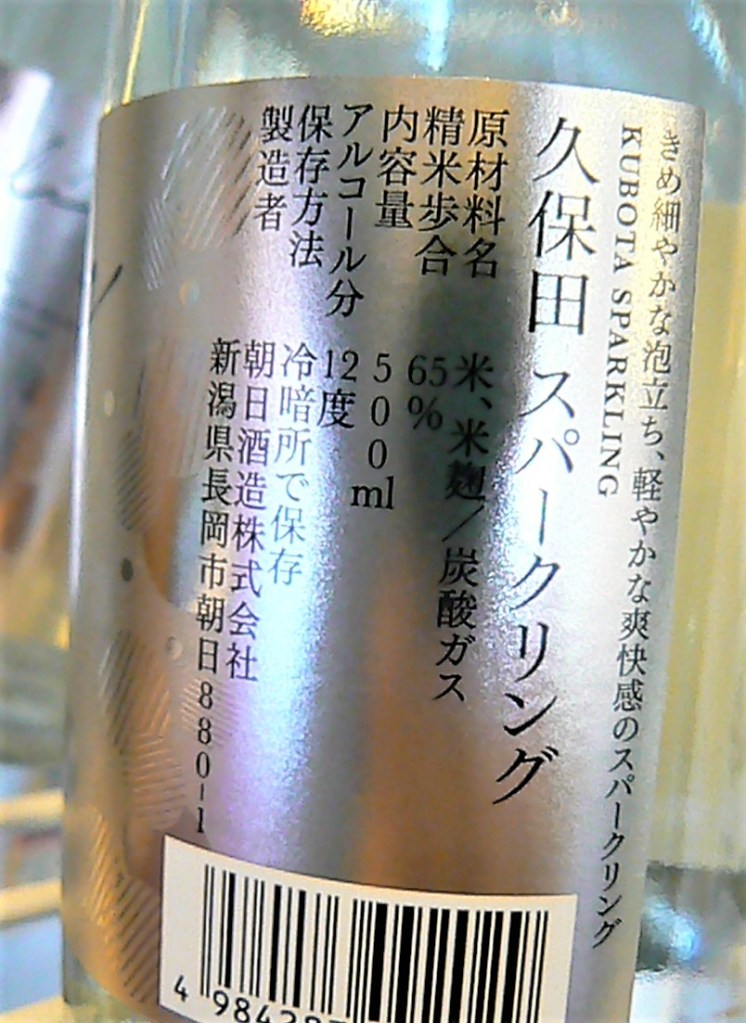 きめ細やかな泡立ち、軽やかな爽快感のスパークリング
KUBOTA SPARKLING
久保田 スパークリング
原材料名 米、米麹／炭酸ガス
精米歩合 65%
内容量 500ml
アルコール分 12度
保存方法 冷暗所で保存
製造者 朝日酒造株式会社
新潟県長岡市朝日880-1